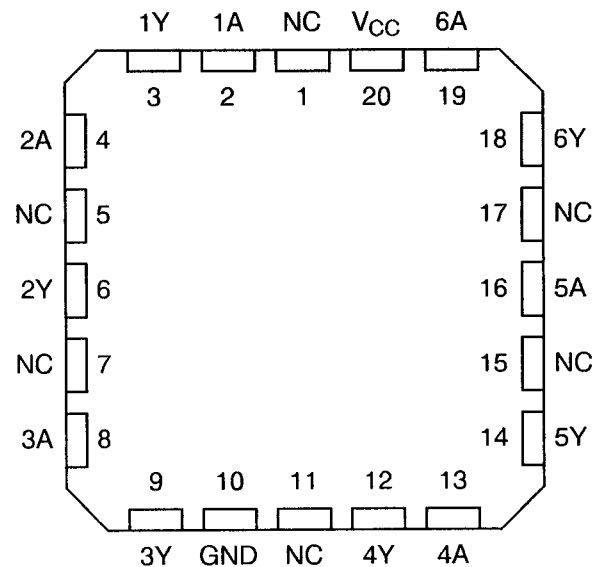 1Y 1A NC VCC 6A
3 2 1 20 19
2A 4 18 6Y
NC 5 17 NC
2Y 6 16 5A
NC 7 15 NC
3A 8 14 5Y
9 10 11 12 13
3Y GND NC 4Y 4A